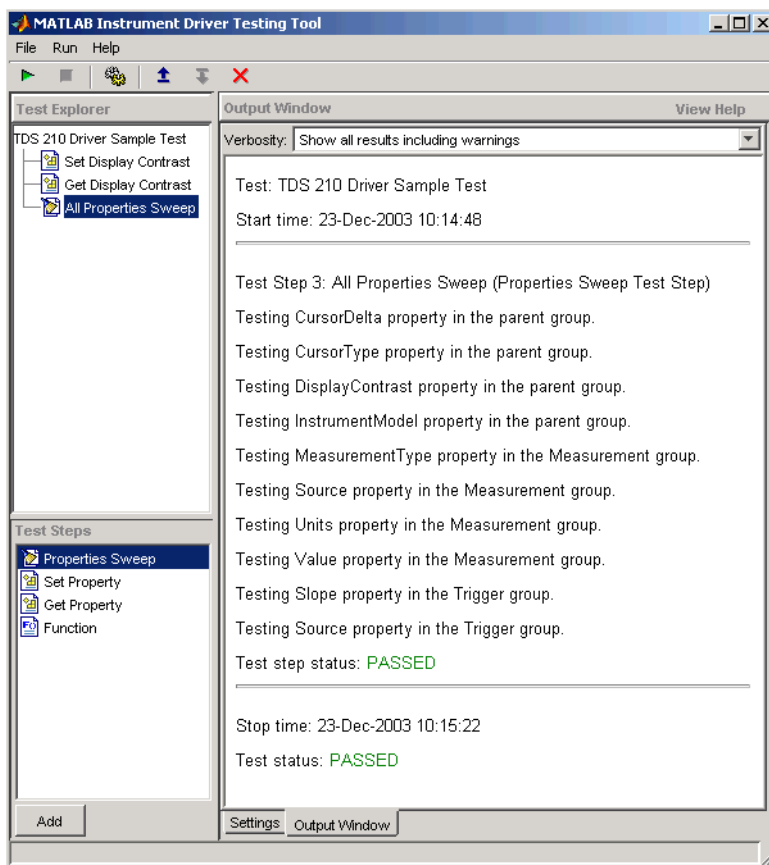 MATLAB Instrument Driver Testing Tool
File Run Help
Test Explorer
TDS 210 Driver Sample Test
Set Display Contrast
Get Display Contrast
All Properties Sweep
Test Steps
Properties Sweep
Set Property
Get Property
Function
Add
Output Window View Help
Verbosity: Show all results including warnings
Test: TDS 210 Driver Sample Test
Start time: 23-Dec-2003 10:14:48
Test Step 3: All Properties Sweep (Properties Sweep Test Step)
Testing CursorDelta property in the parent group.
Testing CursorType property in the parent group.
Testing DisplayContrast property in the parent group.
Testing InstrumentModel property in the parent group.
Testing MeasurementType property in the Measurement group.
Testing Source property in the Measurement group.
Testing Units property in the Measurement group.
Testing Value property in the Measurement group.
Testing Slope property in the Trigger group.
Testing Source property in the Trigger group.
Test step status: PASSED
Stop time: 23-Dec-2003 10:15:22
Test status: PASSED
Settings Output Window